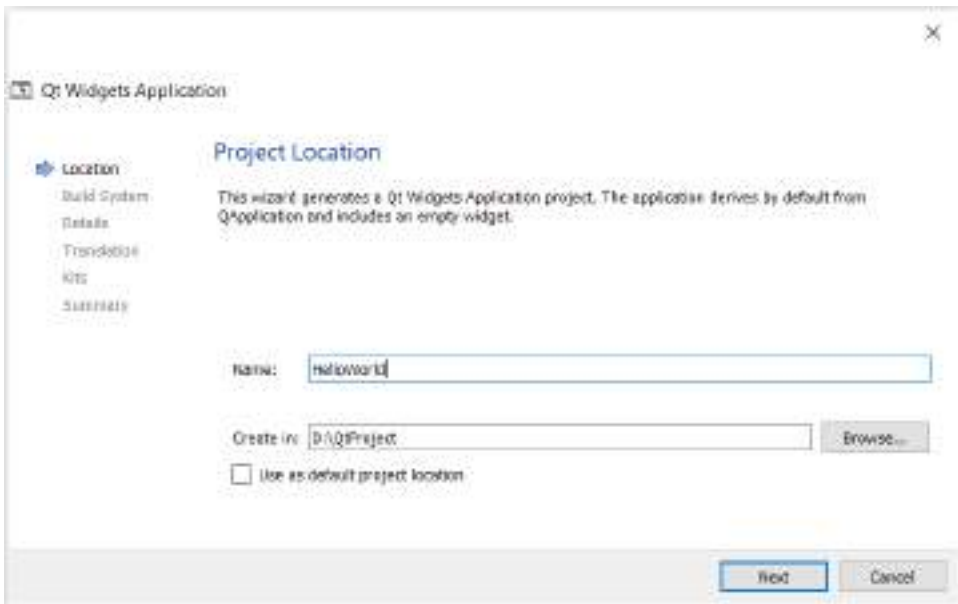 Qt Widgets Application
Location
Build System
Details
Translation
Kits
Summary
Project Location
This wizard generates a Qt Widgets Application project. The application derives by default from
QApplication and includes an empty widget.
Name: HelloWorld
Create in: D:\QtProject Browse...
Use as default project location
Next Cancel